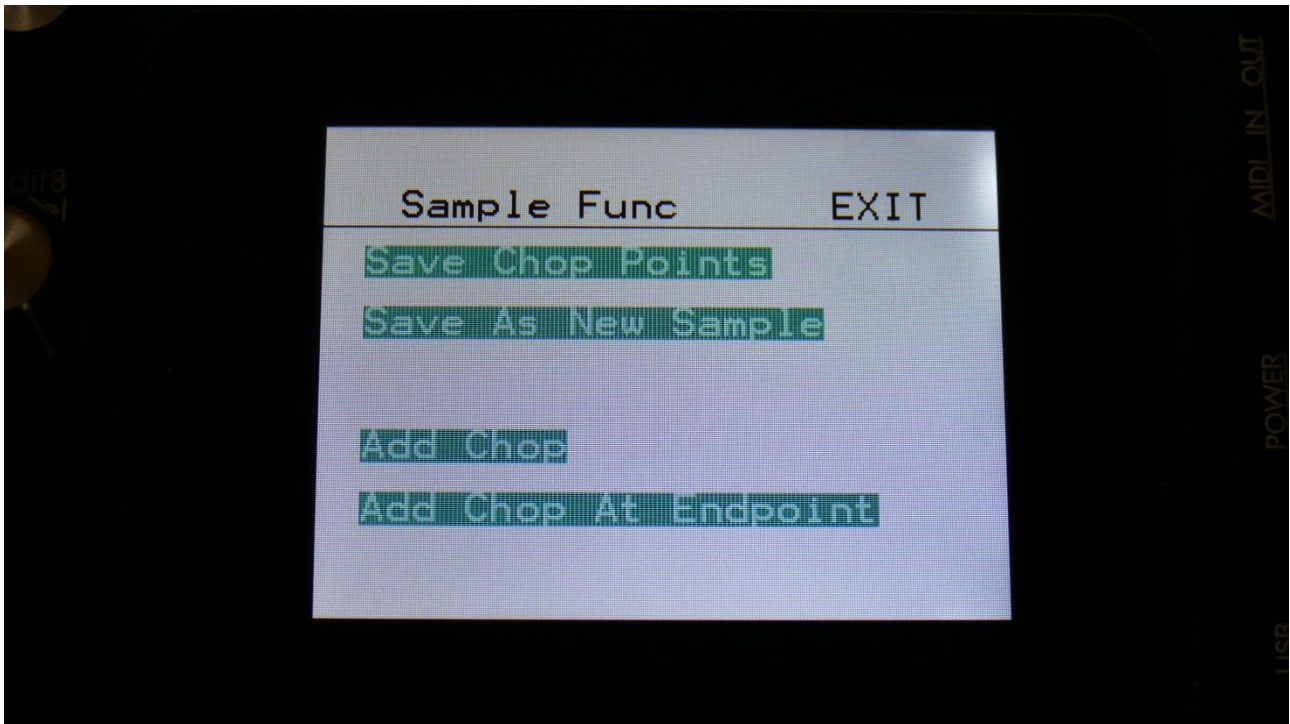 Sample Func EXIT
Save Chop Points
Save As New Sample
Add Chop
Add Chop At Endpoint
MIDI IN OUT
POWER
USB